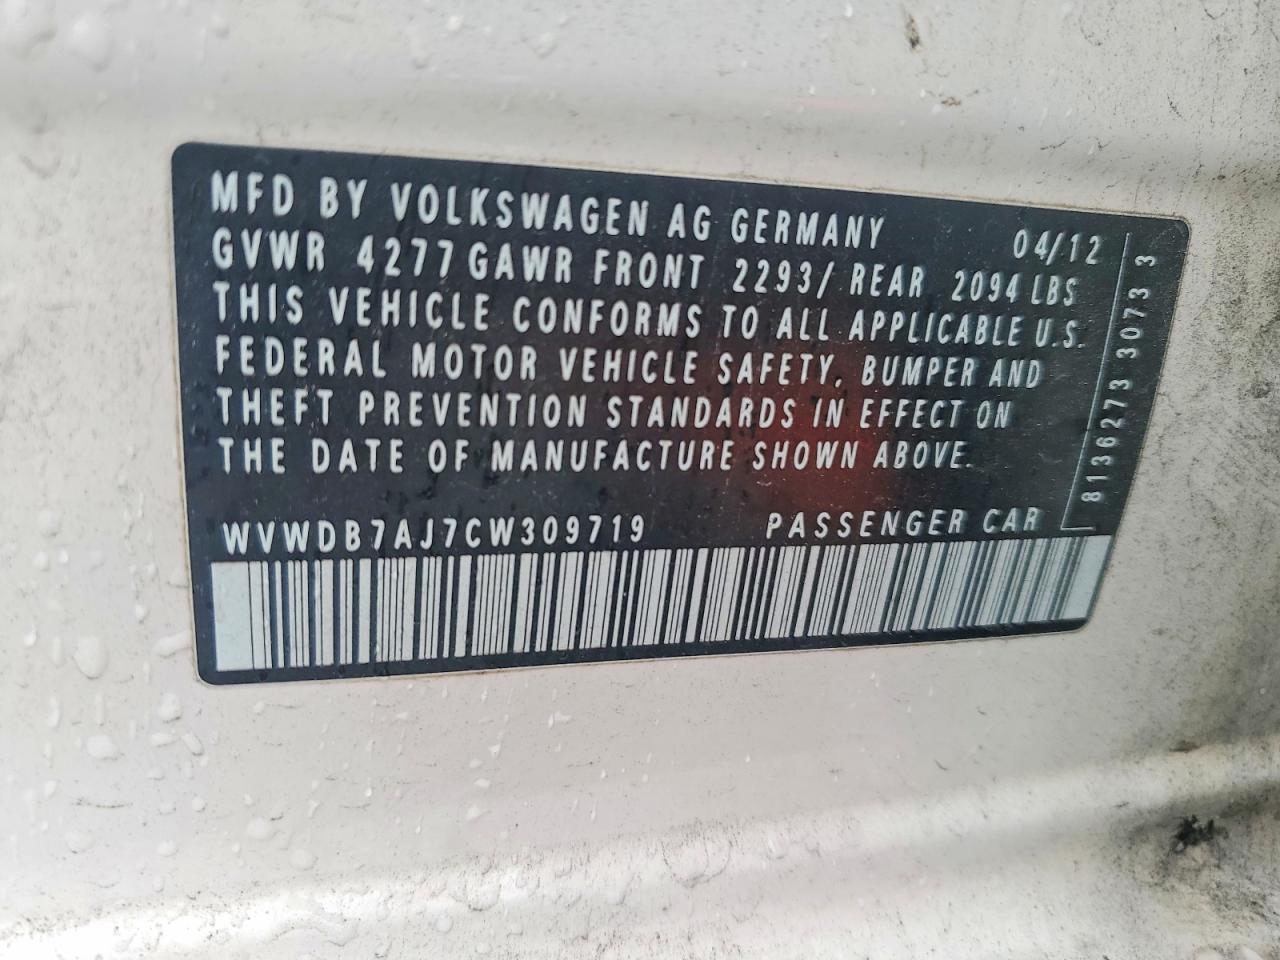 MFD BY VOLKSWAGEN AG GERMANY 04/12
GVWR 4277 GAWR FRONT 2293/ REAR 2094 LBS
THIS VEHICLE CONFORMS TO ALL APPLICABLE U.S.
FEDERAL MOTOR VEHICLE SAFETY, BUMPER AND
THEFT PREVENTION STANDARDS IN EFFECT ON
THE DATE OF MANUFACTURE SHOWN ABOVE.
WVWDB7AJ7CW309719 PASSENGER CAR
8136273 3073 3